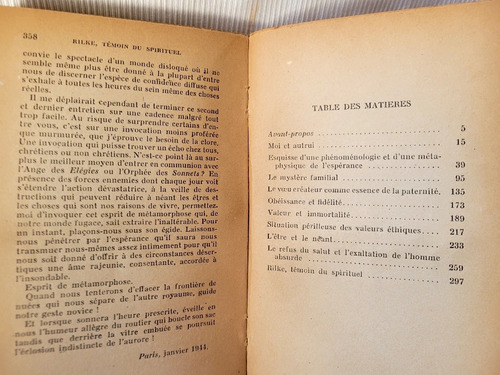 358 RILKE, TÉMOIN DU SPIRITUEL
convie le spectacle d'un monde disloqué où il ne
semble même plus être donné à la plupart d'entre
nous de discerner l'espèce de confidence diffuse qui
s'exhale à toutes les heures du sein même des choses
réelles.
Il me déplairait cependant de terminer ce second
et dernier entretien sur une cadence malgré tout
trop facile. Au risque de surprendre certains d'en-
tre vous, c'est sur une invocation moins proférée
que murmurée, que j'éprouve le besoin de la clore.
Une invocation qui puisse trouver un écho chez tous,
chrétiens ou non chrétiens. N'est-ce point là au sur-
plus le meilleur moyen d'entrer en communion avec
l'Ange des Elégies ou l'Orphée des Sonnets? En
présence des forces ennemies dont chaque jour voit
s'étendre l'action dévastatrice, à la veille de des-
tructions qui peuvent réduire à néant les êtres et
les choses qui sont nos raisons de vivre, permettez-
moi d'invoquer cet esprit de métamorphose qui, de
notre monde fugace, sait extraire l'inaltérable. Pour
un instant, plaçons-nous sous son égide. Laissons-
nous pénétrer par l'espérance qu'il saura nous
transmuer nous-mêmes assez intimement pour qu'il
nous soit donné d'offrir à des circonstances déser-
tiques une âme rajeunie, consentante, accordée à
l'insondable.
Esprit de métamorphose.
Quand nous tenterons d'effacer la frontière de
nuées qui nous sépare de l'autre royaume, guide
notre geste novice !
Et lorsque sonnera l'heure prescrite, éveille en
nous l'humeur allègre du routier qui boucle son sac
tandis que derrière la vitre embuée se poursuit
l'éclosion indistincte de l'aurore !
Paris, janvier 1944.
TABLE DES MATIERES
Avant-propos 5
Moi et autrui 15
Esquisse d'une phénoménologie et d'une méta-
physique de l'espérance 39
Le mystère familial 95
Le vœu créateur comme essence de la paternité. 135
Obéissance et fidélité 173
Valeur et immortalité 189
Situation périlleuse des valeurs éthiques 217
L'être et le néant 233
Le refus du salut et l'exaltation de l'homme
absurde 259
Rilke, témoin du spirituel 297